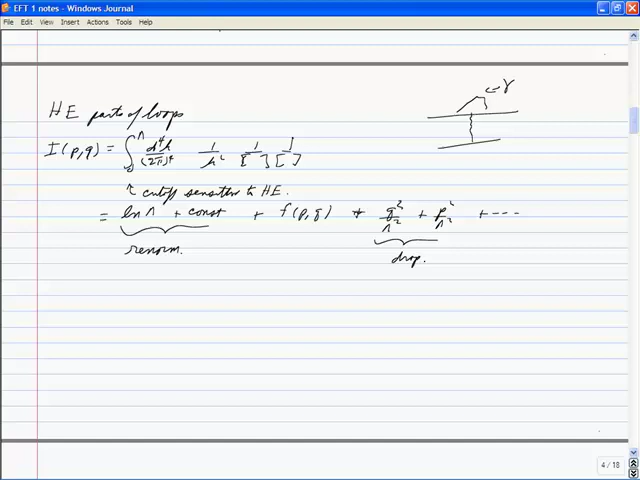 EFT 1 notes - Windows Journal
File Edit View Insert Actions Tools Help
HE parts of loops
← γ
I(p,q) = ∫₀^Λ d⁴k/(2π)⁴ 1/k² 1/[ ] 1/[ ]
↑ cutoff sensitive to HE.
= ln Λ + const + f(p,q) + q²/Λ² + p²/Λ² + ....
renorm. drop.
4 / 18